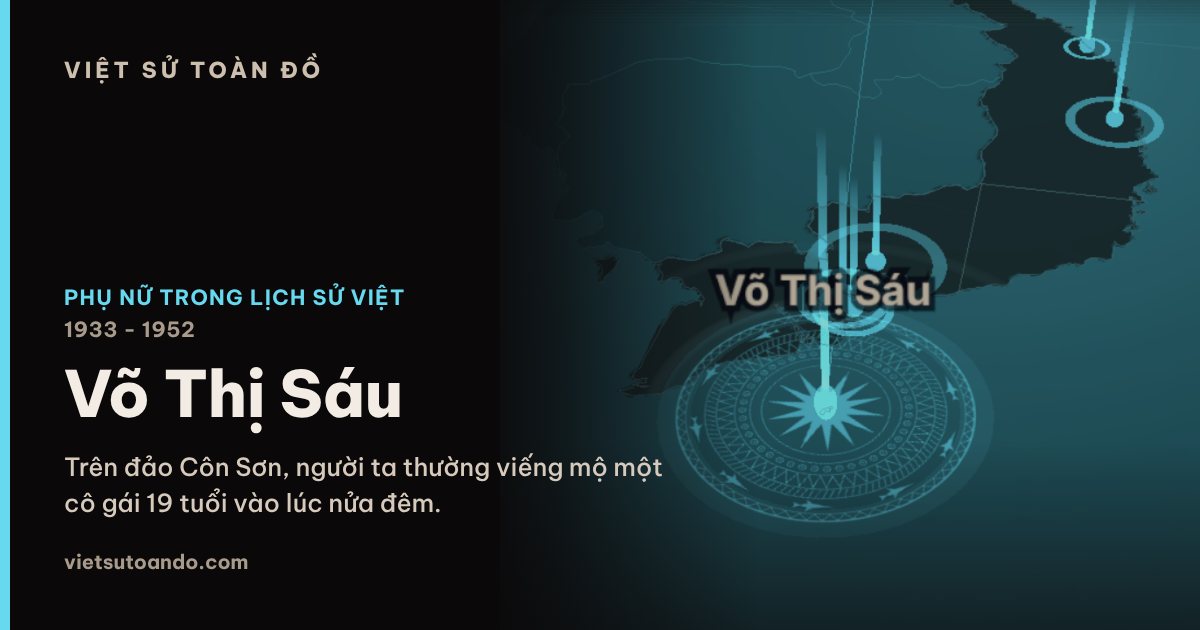 VIỆT SỬ TOÀN ĐỒ
PHỤ NỮ TRONG LỊCH SỬ VIỆT
1933 - 1952
Võ Thị Sáu
Trên đảo Côn Sơn, người ta thường viếng mộ một
cô gái 19 tuổi vào lúc nửa đêm.
vietsutoando.com
Võ Thị Sáu